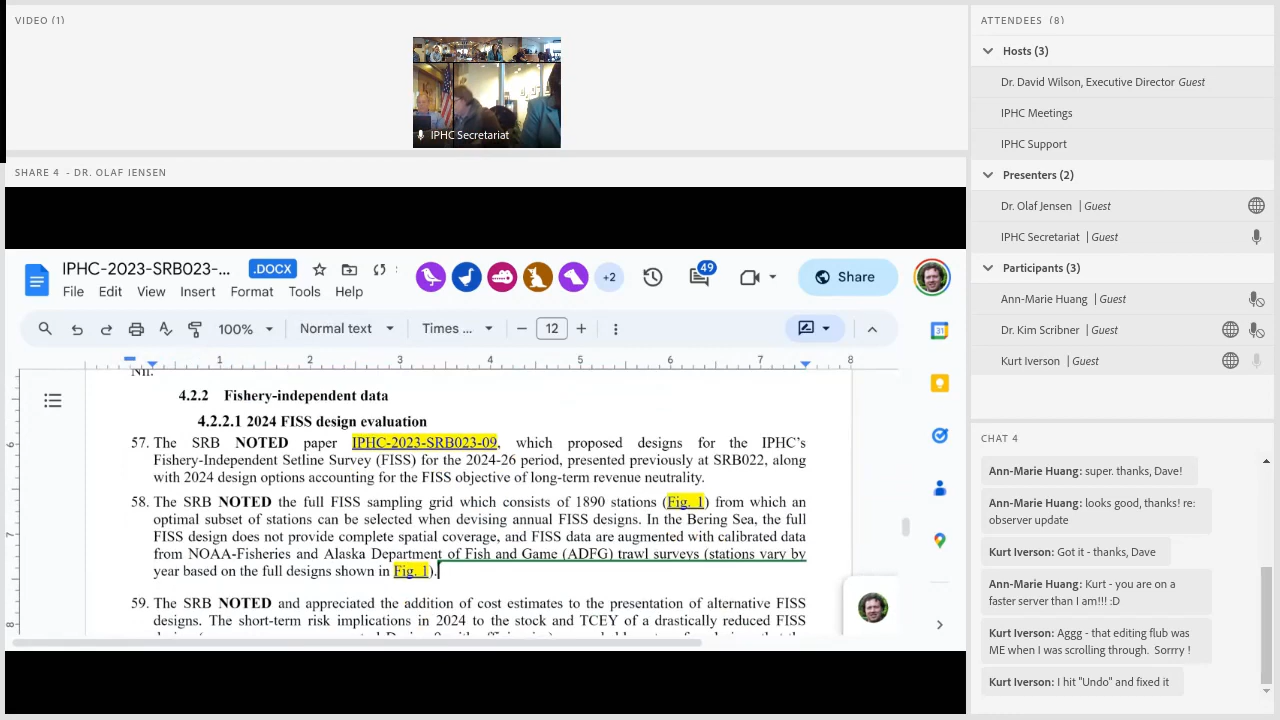 VIDEO (1)
IPHC Secretariat
SHARE 4 - DR. OLAF JENSEN
IPHC-2023-SRB023-...
.DOCX
+2
49
Share
File Edit View Insert Format Tools Help
100%
Normal text
Times ...
12
1 2 3 4 5 6 7 8
31
Nil.
4.2.2 Fishery-independent data
4.2.2.1 2024 FISS design evaluation
57. The SRB NOTED paper IPHC-2023-SRB023-09, which proposed designs for the IPHC's
Fishery-Independent Setline Survey (FISS) for the 2024-26 period, presented previously at SRB022, along
with 2024 design options accounting for the FISS objective of long-term revenue neutrality.
58. The SRB NOTED the full FISS sampling grid which consists of 1890 stations (Fig. 1) from which an
optimal subset of stations can be selected when devising annual FISS designs. In the Bering Sea, the full
FISS design does not provide complete spatial coverage, and FISS data are augmented with calibrated data
from NOAA-Fisheries and Alaska Department of Fish and Game (ADFG) trawl surveys (stations vary by
year based on the full designs shown in Fig. 1).
59. The SRB NOTED and appreciated the addition of cost estimates to the presentation of alternative FISS
designs. The short-term risk implications in 2024 to the stock and TCEY of a drastically reduced FISS
6
7
8
ATTENDEES (8)
Hosts (3)
Dr. David Wilson, Executive Director Guest
IPHC Meetings
IPHC Support
Presenters (2)
Dr. Olaf Jensen | Guest
IPHC Secretariat | Guest
Participants (3)
Ann-Marie Huang | Guest
Dr. Kim Scribner | Guest
Kurt Iverson | Guest
CHAT 4
Ann-Marie Huang: super. thanks, Dave!
Ann-Marie Huang: looks good, thanks! re:
observer update
Kurt Iverson: Got it - thanks, Dave
Ann-Marie Huang: Kurt - you are on a
faster server than I am!!! :D
Kurt Iverson: Aggg - that editing flub was
ME when I was scrolling through. Sorrry !
Kurt Iverson: I hit "Undo" and fixed it